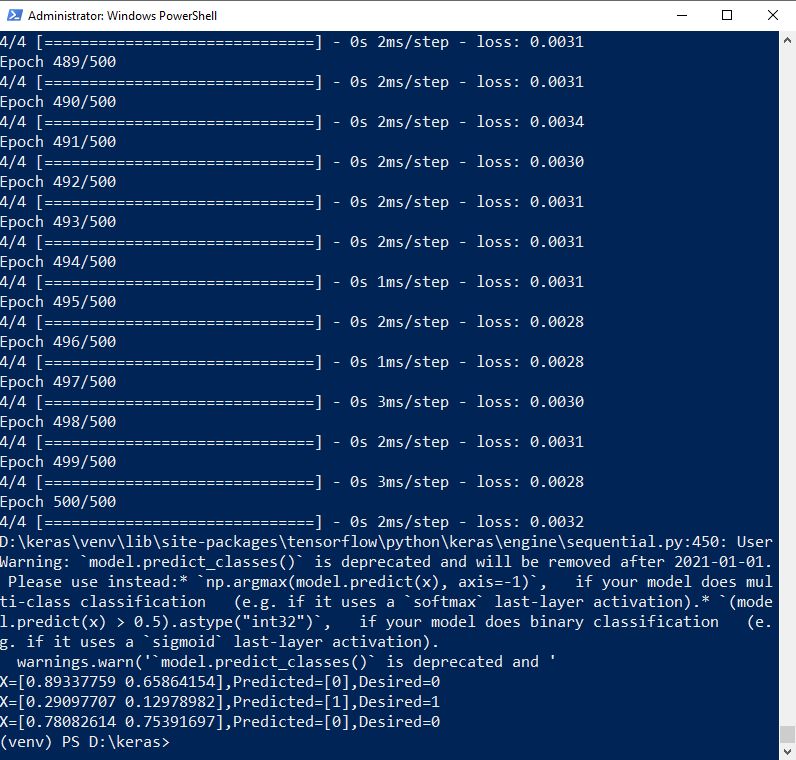 Administrator: Windows PowerShell
4/4 [==============================] - 0s 2ms/step - loss: 0.0031
Epoch 489/500
4/4 [==============================] - 0s 2ms/step - loss: 0.0031
Epoch 490/500
4/4 [==============================] - 0s 2ms/step - loss: 0.0034
Epoch 491/500
4/4 [==============================] - 0s 2ms/step - loss: 0.0030
Epoch 492/500
4/4 [==============================] - 0s 2ms/step - loss: 0.0031
Epoch 493/500
4/4 [==============================] - 0s 2ms/step - loss: 0.0031
Epoch 494/500
4/4 [==============================] - 0s 1ms/step - loss: 0.0031
Epoch 495/500
4/4 [==============================] - 0s 2ms/step - loss: 0.0028
Epoch 496/500
4/4 [==============================] - 0s 1ms/step - loss: 0.0028
Epoch 497/500
4/4 [==============================] - 0s 3ms/step - loss: 0.0030
Epoch 498/500
4/4 [==============================] - 0s 2ms/step - loss: 0.0031
Epoch 499/500
4/4 [==============================] - 0s 3ms/step - loss: 0.0028
Epoch 500/500
4/4 [==============================] - 0s 2ms/step - loss: 0.0032
D:\keras\venv\lib\site-packages\tensorflow\python\keras\engine\sequential.py:450: User
Warning: `model.predict_classes()` is deprecated and will be removed after 2021-01-01.
 Please use instead:* `np.argmax(model.predict(x), axis=-1)`,   if your model does mul
ti-class classification   (e.g. if it uses a `softmax` last-layer activation).* `(mode
l.predict(x) > 0.5).astype("int32")`,   if your model does binary classification   (e.
g. if it uses a `sigmoid` last-layer activation).
  warnings.warn('`model.predict_classes()` is deprecated and '
X=[0.89337759 0.65864154],Predicted=[0],Desired=0
X=[0.29097707 0.12978982],Predicted=[1],Desired=1
X=[0.78082614 0.75391697],Predicted=[0],Desired=0
(venv) PS D:\keras>